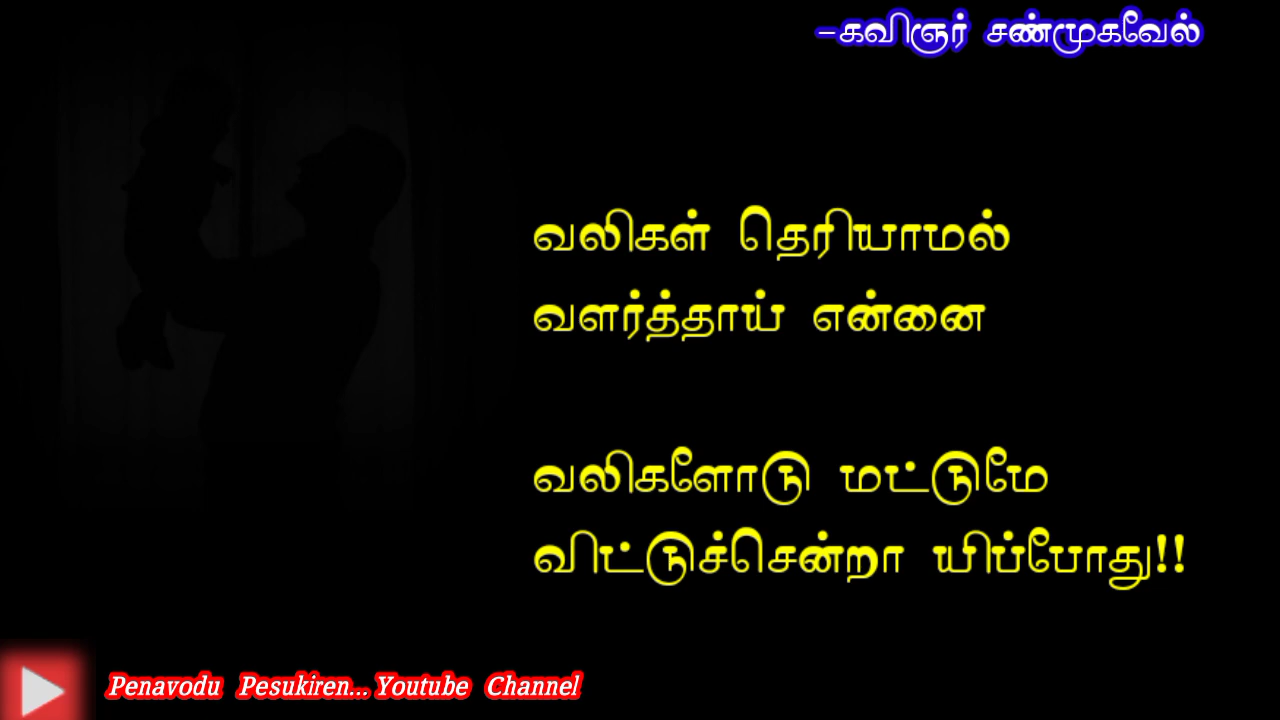 -கவிஞர் சண்முகவேல்
வலிகள் தெரியாமல்
வளர்த்தாய் என்னை
வலிகளோடு மட்டுமே
விட்டுச்சென்றா யிப்போது!!
Penavodu Pesukiren... Youtube Channel